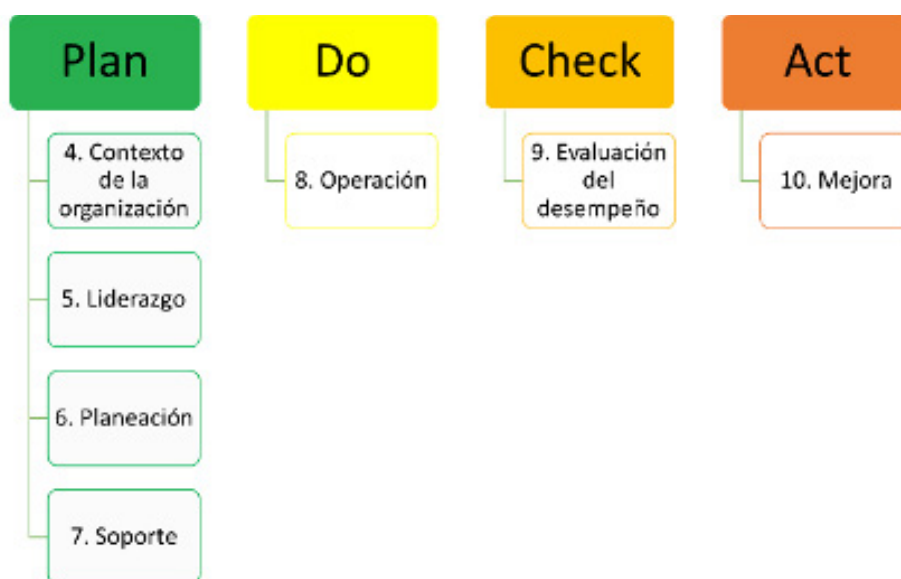 Plan
4. Contexto
de la
organización
5. Liderazgo
6. Planeación
7. Soporte
Do
8. Operación
Check
9. Evaluación
del
desempeño
Act
10. Mejora